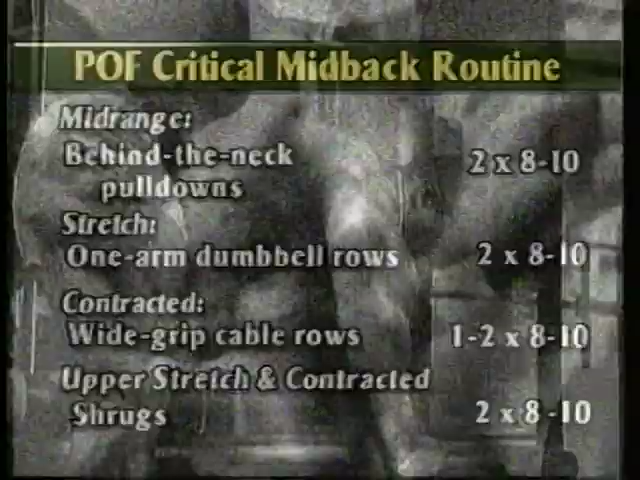 POF Critical Midback Routine
Midrange:
Behind-the-neck pulldowns 2 x 8-10
Stretch:
One-arm dumbbell rows 2 x 8-10
Contracted:
Wide-grip cable rows 1-2 x 8-10
Upper Stretch & Contracted
Shrugs 2 x 8-10